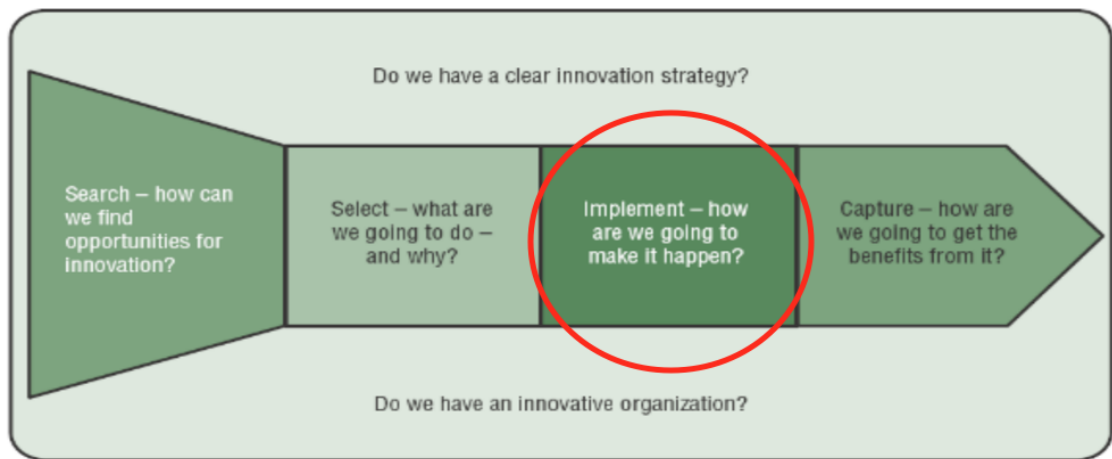 Do we have a clear innovation strategy?
Search – how can
we find
opportunities for
innovation?
Select – what are
we going to do –
and why?
Implement – how
are we going to
make it happen?
Capture – how are
we going to get the
benefits from it?
Do we have an innovative organization?